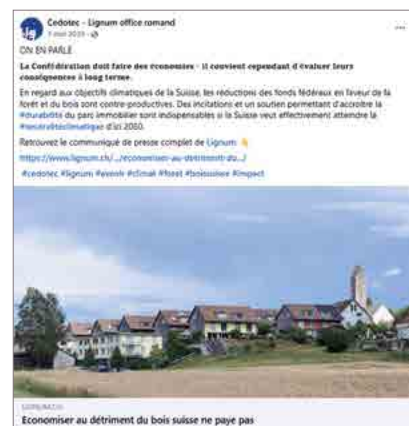 Cedotec - Lignum office romand
ON EN PARLE
La Confédération doit faire des économies - il convient cependant d'évaluer leurs
conséquences à long terme.
En regard aux objectifs climatiques de la Suisse, les réductions des fonds fédéraux en faveur de la
forêt et du bois sont contre-productives. Des incitations et un soutien permettant d'accroître la
#durabilité du parc immobilier sont indispensables si la Suisse veut effectivement atteindre la
#neutralitéclimatique d'ici 2050.
Retrouvez le communiqué de presse complet de Lignum
https://www.lignum.ch/.../economiser-au-detriment-du.../
#cedotec #lignum #avenir #climat #foret #boissuisse #impact
Economiser au détriment du bois suisse ne paye pas